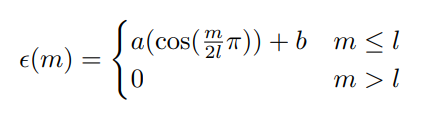 ϵ(m) = { a(cos(m/2l π)) + b   m ≤ l
0   m > l